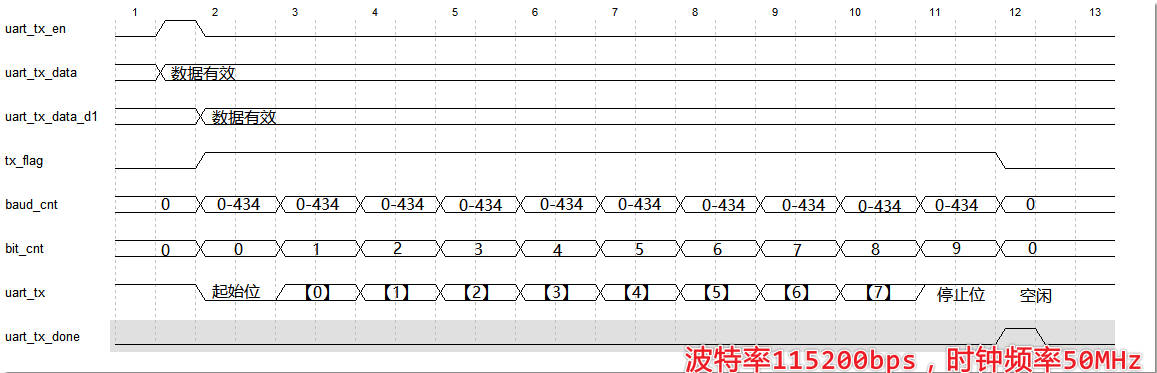 1 2 3 4 5 6 7 8 9 10 11 12 13
uart_tx_en
uart_tx_data 数据有效
uart_tx_data_d1 数据有效
tx_flag
baud_cnt 0 0-434 0-434 0-434 0-434 0-434 0-434 0-434 0-434 0-434 0-434 0
bit_cnt 0 0 1 2 3 4 5 6 7 8 9 0
uart_tx 起始位 【0】 【1】 【2】 【3】 【4】 【5】 【6】 【7】 停止位 空闲
uart_tx_done
波特率115200bps，时钟频率50MHz